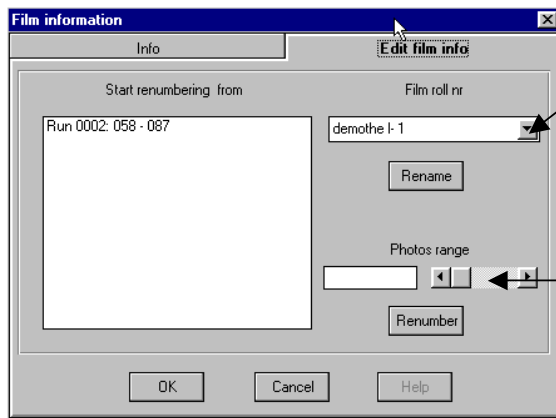 Film information
Info
Edit film info
Start renumbering from
Film roll nr
Run 0002: 058 - 087
demothe l- 1
Rename
Photos range
Renumber
OK
Cancel
Help